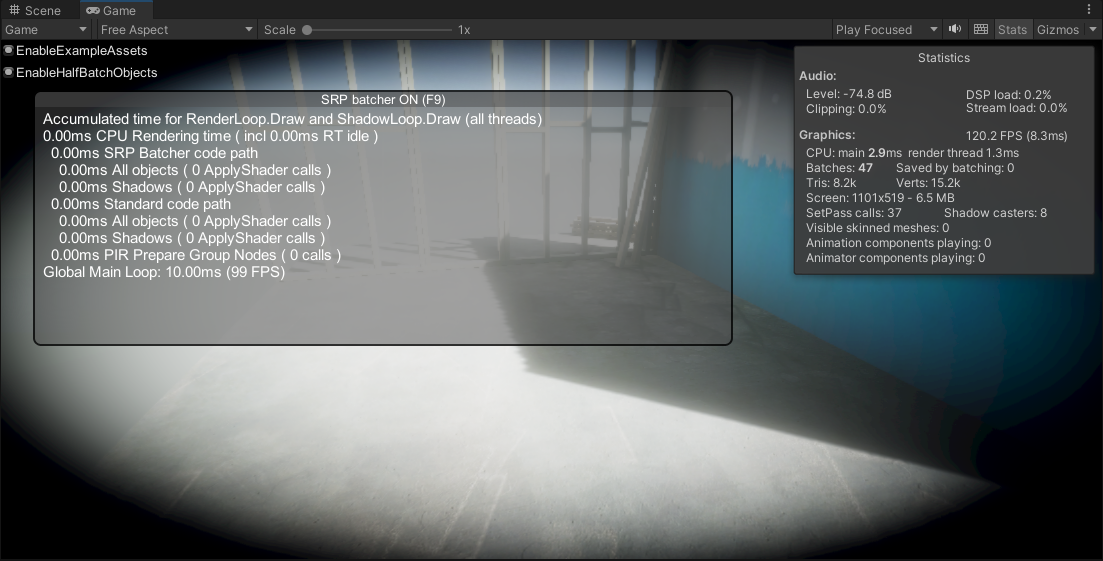 Scene Game
Game Free Aspect Scale 1x Play Focused Stats Gizmos
EnableExampleAssets
EnableHalfBatchObjects
SRP batcher ON (F9)
Accumulated time for RenderLoop.Draw and ShadowLoop.Draw (all threads)
0.00ms CPU Rendering time ( incl 0.00ms RT idle )
0.00ms SRP Batcher code path
0.00ms All objects ( 0 ApplyShader calls )
0.00ms Shadows ( 0 ApplyShader calls )
0.00ms Standard code path
0.00ms All objects ( 0 ApplyShader calls )
0.00ms Shadows ( 0 ApplyShader calls )
0.00ms PIR Prepare Group Nodes ( 0 calls )
Global Main Loop: 10.00ms (99 FPS)
Statistics
Audio:
Level: -74.8 dB DSP load: 0.2%
Clipping: 0.0% Stream load: 0.0%
Graphics: 120.2 FPS (8.3ms)
CPU: main 2.9ms render thread 1.3ms
Batches: 47 Saved by batching: 0
Tris: 8.2k Verts: 15.2k
Screen: 1101x519 - 6.5 MB
SetPass calls: 37 Shadow casters: 8
Visible skinned meshes: 0
Animation components playing: 0
Animator components playing: 0